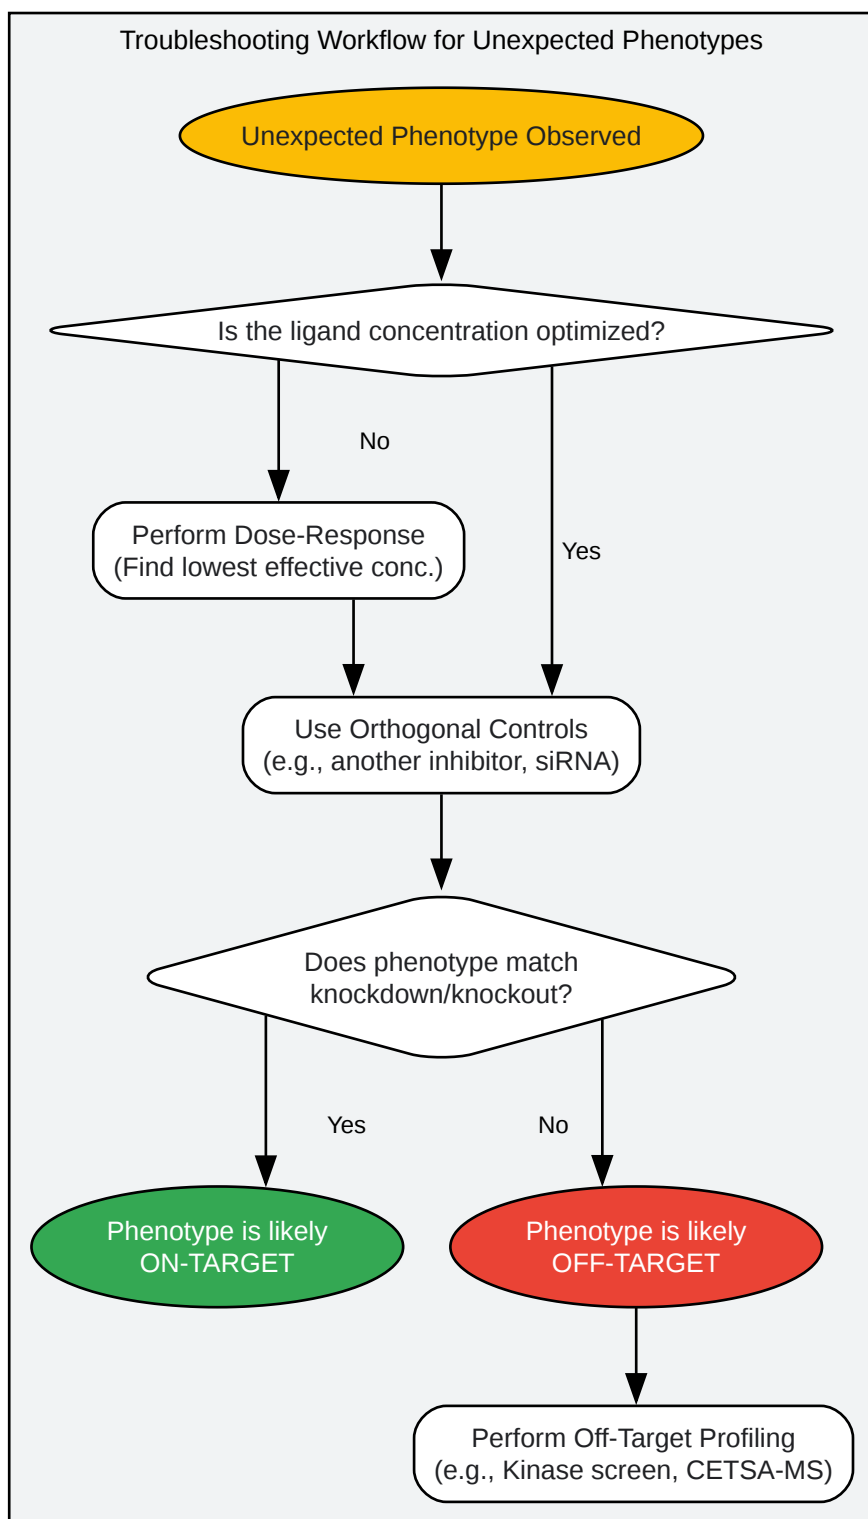 Troubleshooting Workflow for Unexpected Phenotypes
Unexpected Phenotype Observed
Is the ligand concentration optimized?
No
Perform Dose-Response
(Find lowest effective conc.)
Yes
Use Orthogonal Controls
(e.g., another inhibitor, siRNA)
Does phenotype match
knockdown/knockout?
Yes
No
Phenotype is likely
ON-TARGET
Phenotype is likely
OFF-TARGET
Perform Off-Target Profiling
(e.g., Kinase screen, CETSA-MS)